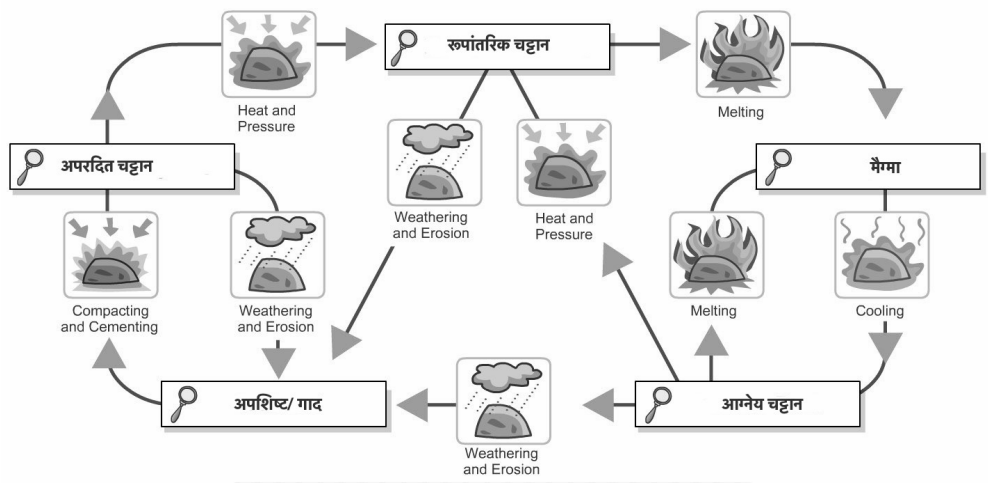 रूपांतरिक चट्टान
Heat and
Pressure
Melting
अपरदित चट्टान
मैग्मा
Weathering
and Erosion
Heat and
Pressure
Compacting
and Cementing
Weathering
and Erosion
Melting
Cooling
अपशिष्ट/ गाद
आग्नेय चट्टान
Weathering
and Erosion